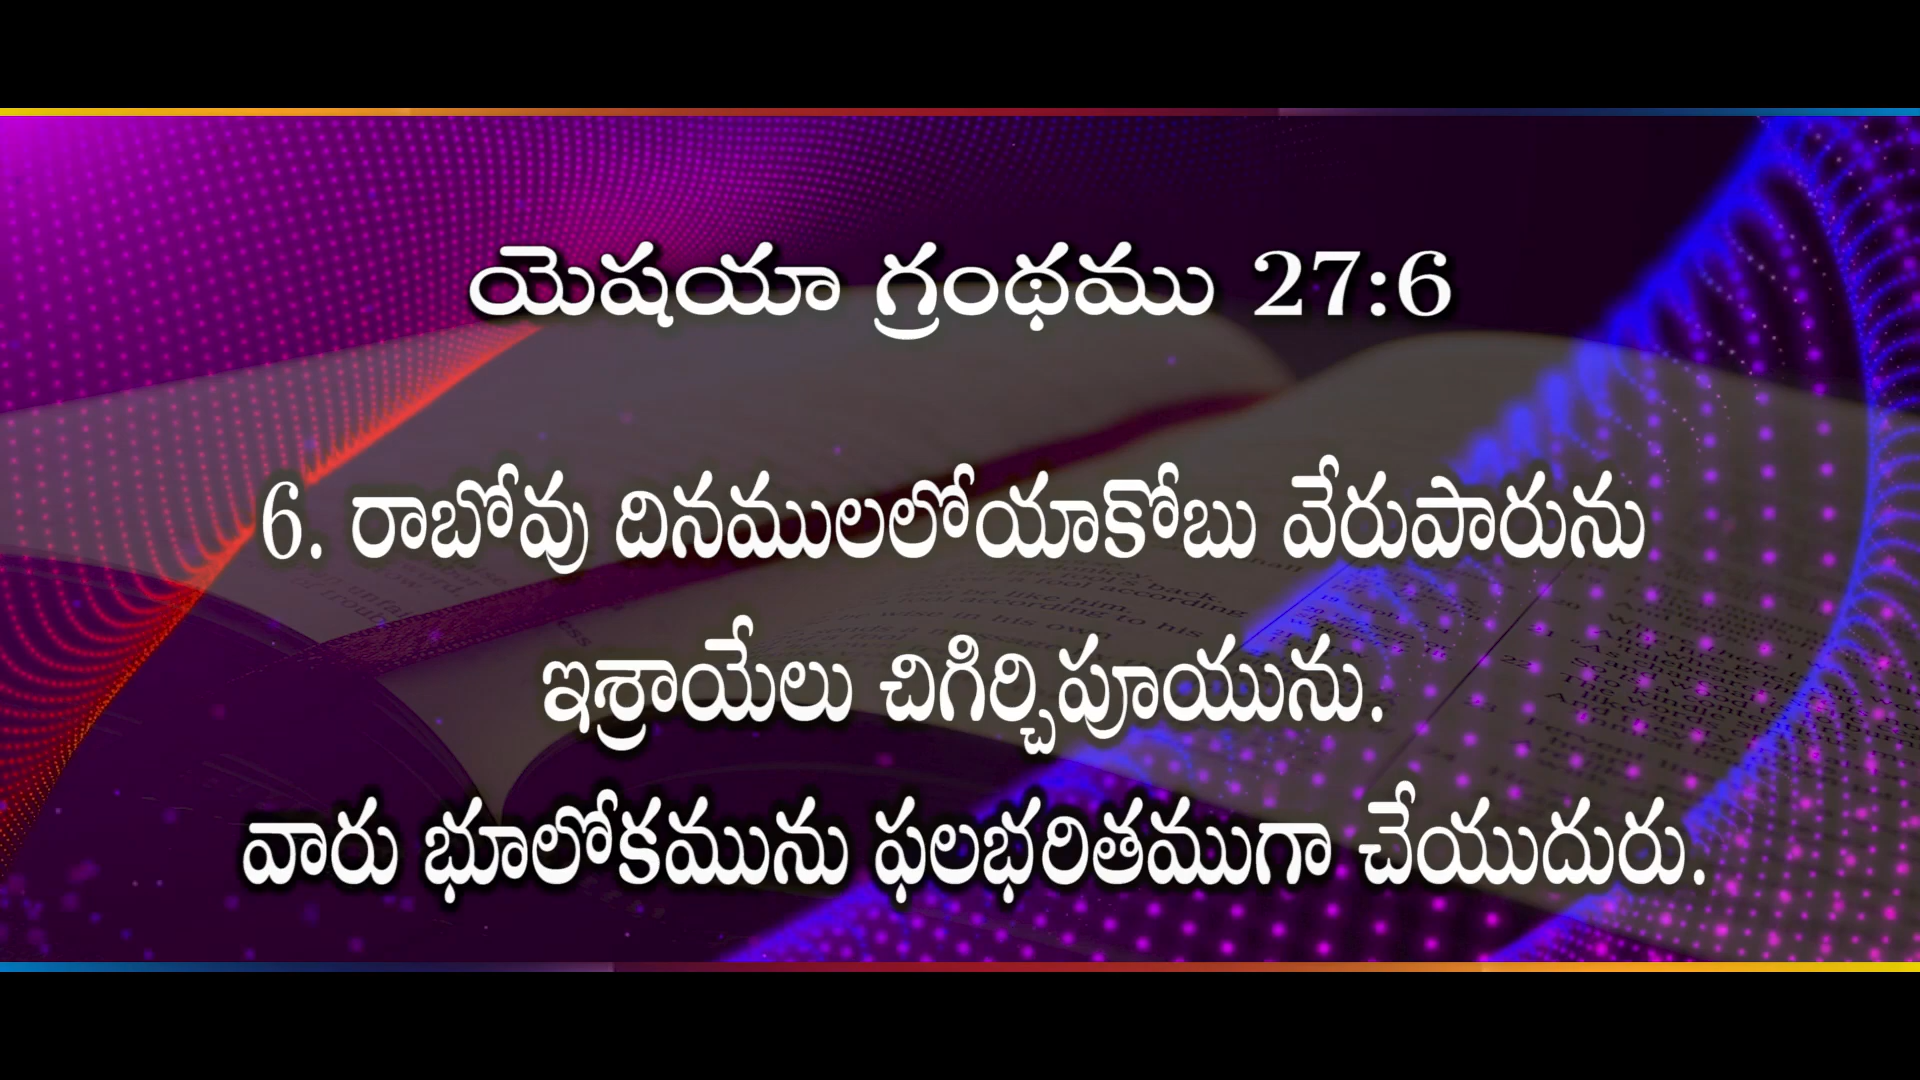 యెషయా గ్రంథము 27:6
6. రాబోవు దినములలోయాకోబు వేరుపారును
ఇశ్రాయేలు చిగిర్చిపూయును.
వారు భూలోకమును ఫలభరితముగా చేయుదురు.